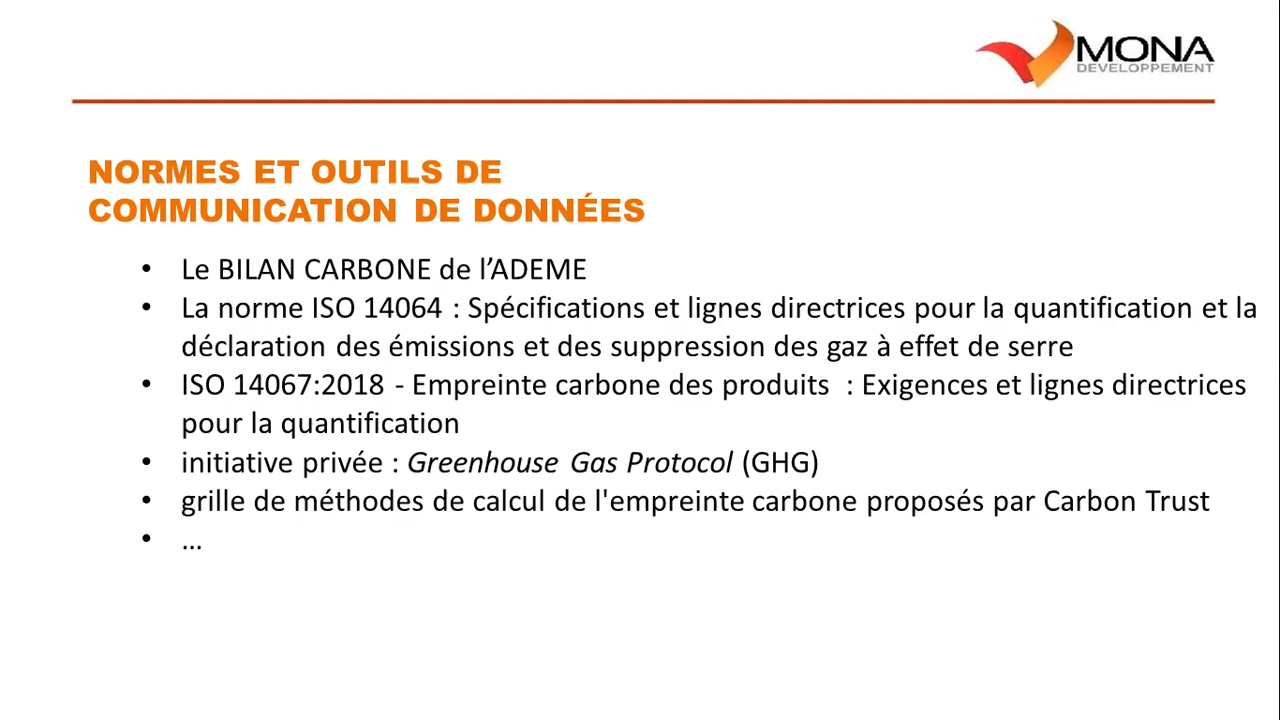 MONA
DEVELOPPEMENT
NORMES ET OUTILS DE
COMMUNICATION DE DONNÉES
• Le BILAN CARBONE de l’ADEME
• La norme ISO 14064 : Spécifications et lignes directrices pour la quantification et la
déclaration des émissions et des suppression des gaz à effet de serre
• ISO 14067:2018 - Empreinte carbone des produits : Exigences et lignes directrices
pour la quantification
• initiative privée : Greenhouse Gas Protocol (GHG)
• grille de méthodes de calcul de l'empreinte carbone proposés par Carbon Trust
• ...